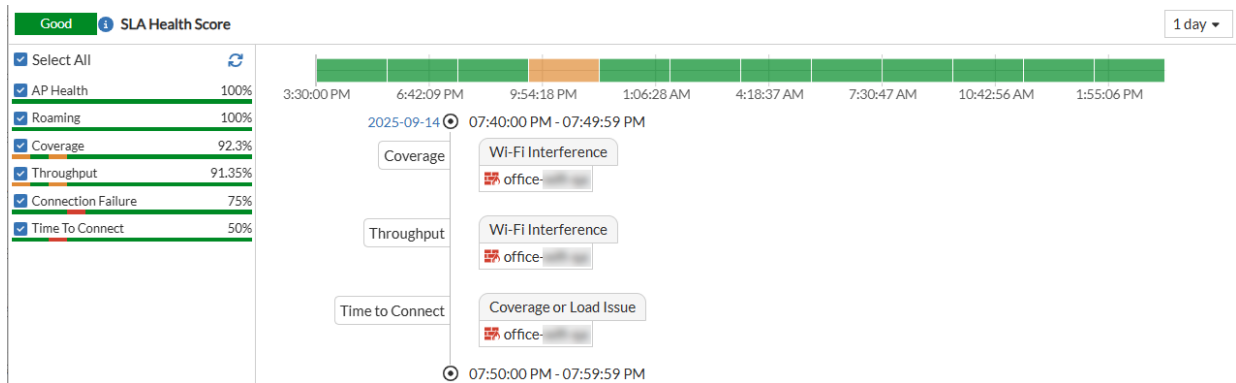 Good SLA Health Score 1 day
Select All
AP Health 100%
Roaming 100%
Coverage 92.3%
Throughput 91.35%
Connection Failure 75%
Time To Connect 50%
3:30:00 PM 6:42:09 PM 9:54:18 PM 1:06:28 AM 4:18:37 AM 7:30:47 AM 10:42:56 AM 1:55:06 PM
2025-09-14 07:40:00 PM - 07:49:59 PM
Coverage
Wi-Fi Interference
office-
Throughput
Wi-Fi Interference
office-
Time to Connect
Coverage or Load Issue
office-
07:50:00 PM - 07:59:59 PM